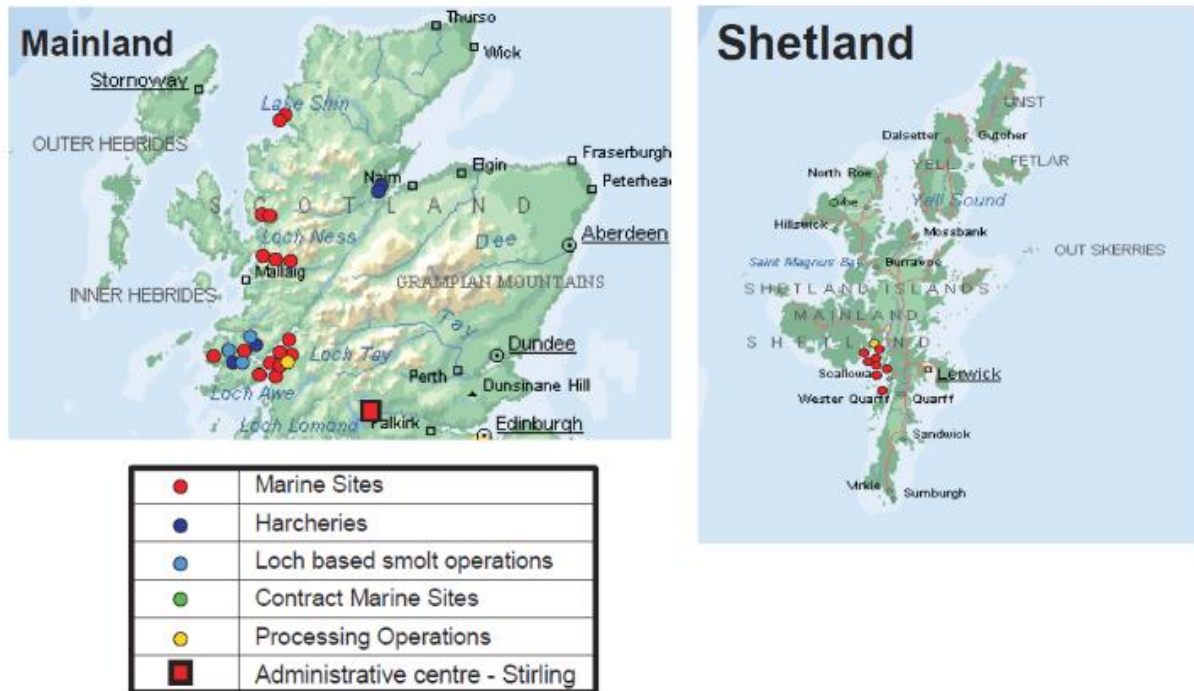 Mainland
Thurso
Wick
Stornoway
Lake Shin
OUTER HEBRIDES
Fraserburgh
Elgin
Nairn
Peterhead
SCOTLAND
Loch Ness
Dee
Aberdeen
Mallaig
GRAMPIAN MOUNTAINS
INNER HEBRIDES
Tay
Loch Tay
Dundee
Perth
Dunsinane Hill
Loch Awe
Loch Lomond
Falkirk
Edinburgh
Shetland
UNST
Dalsetter
Gutcher
YELL
FETLAR
North Roe
Yell Sound
Hillswick
Mossbank
OUT SKERRIES
Saint Magnus Bay
Burravoe
SHETLAND ISLANDS
MAINLAND
SHETLAND
Scalloway
Lerwick
Wester Quarff
Quarff
Sandwick
Virkie
Sumburgh
Marine Sites
Harcheries
Loch based smolt operations
Contract Marine Sites
Processing Operations
Administrative centre - Stirling